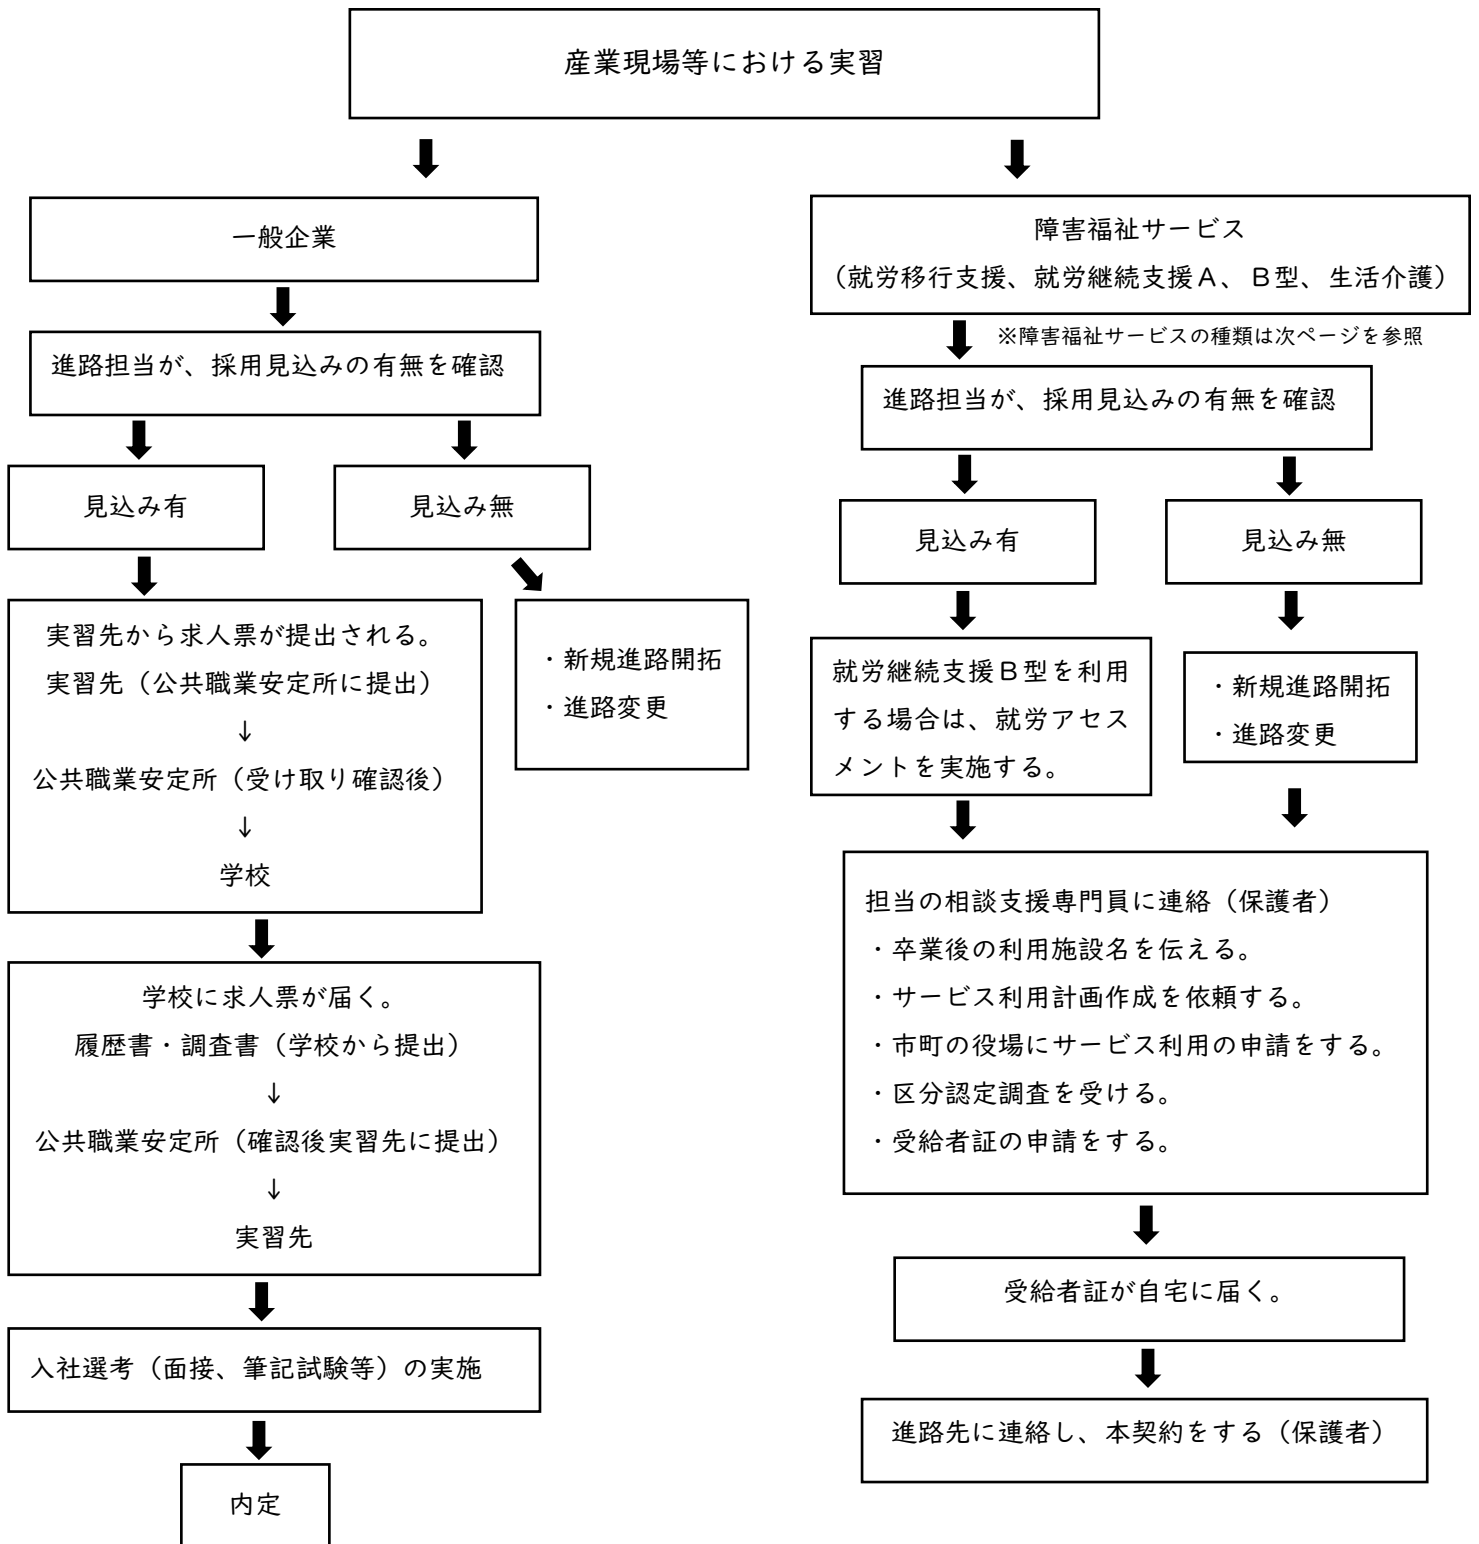 産業現場等における実習
一般企業
進路担当が、採用見込みの有無を確認
見込み有
見込み無
実習先から求人票が提出される。
実習先（公共職業安定所に提出）
↓
公共職業安定所（受け取り確認後）
↓
学校
・新規進路開拓
・進路変更
学校に求人票が届く。
履歴書・調査書（学校から提出）
↓
公共職業安定所（確認後実習先に提出）
↓
実習先
入社選考（面接、筆記試験等）の実施
内定
障害福祉サービス
（就労移行支援、就労継続支援Ａ、Ｂ型、生活介護）
※障害福祉サービスの種類は次ページを参照
進路担当が、採用見込みの有無を確認
見込み有
見込み無
就労継続支援Ｂ型を利用
する場合は、就労アセス
メントを実施する。
・新規進路開拓
・進路変更
担当の相談支援専門員に連絡（保護者）
・卒業後の利用施設名を伝える。
・サービス利用計画作成を依頼する。
・市町の役場にサービス利用の申請をする。
・区分認定調査を受ける。
・受給者証の申請をする。
受給者証が自宅に届く。
進路先に連絡し、本契約をする（保護者）